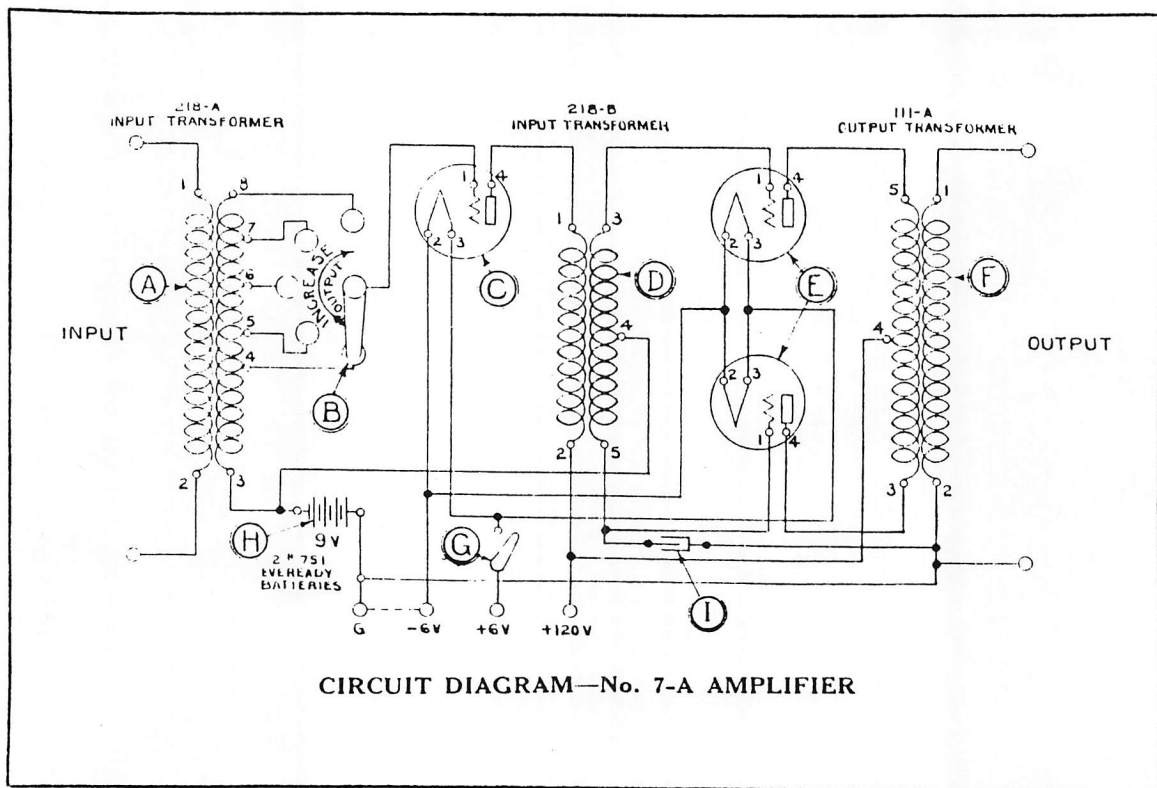 218-A
INPUT TRANSFORMER
218-B
INPUT TRANSFORMER
111-A
OUTPUT TRANSFORMER
1
8
7
6
5
4
2
3
INCREASE
OUTPUT
1
4
2
3
1
3
4
2
5
1
4
2
3
2
3
1
4
5
1
4
3
2
A
B
C
D
E
F
G
H
I
INPUT
OUTPUT
9V
2 # 751
EVEREADY
BATTERIES
G
-6V
+6V
+120V
CIRCUIT DIAGRAM—No. 7-A AMPLIFIER